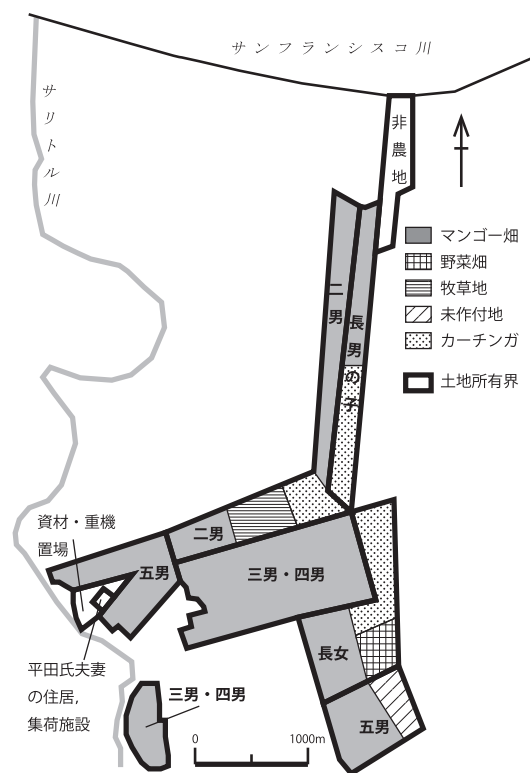 サンフランシスコ川
サリトル川
非農地
マンゴー畑
野菜畑
牧草地
未作付地
カーチンガ
土地所有界
二男
長男の子
資材・重機
置場
二男
五男
三男・四男
長女
平田氏夫妻
の住居，
集荷施設
三男・四男
五男
0
1000m